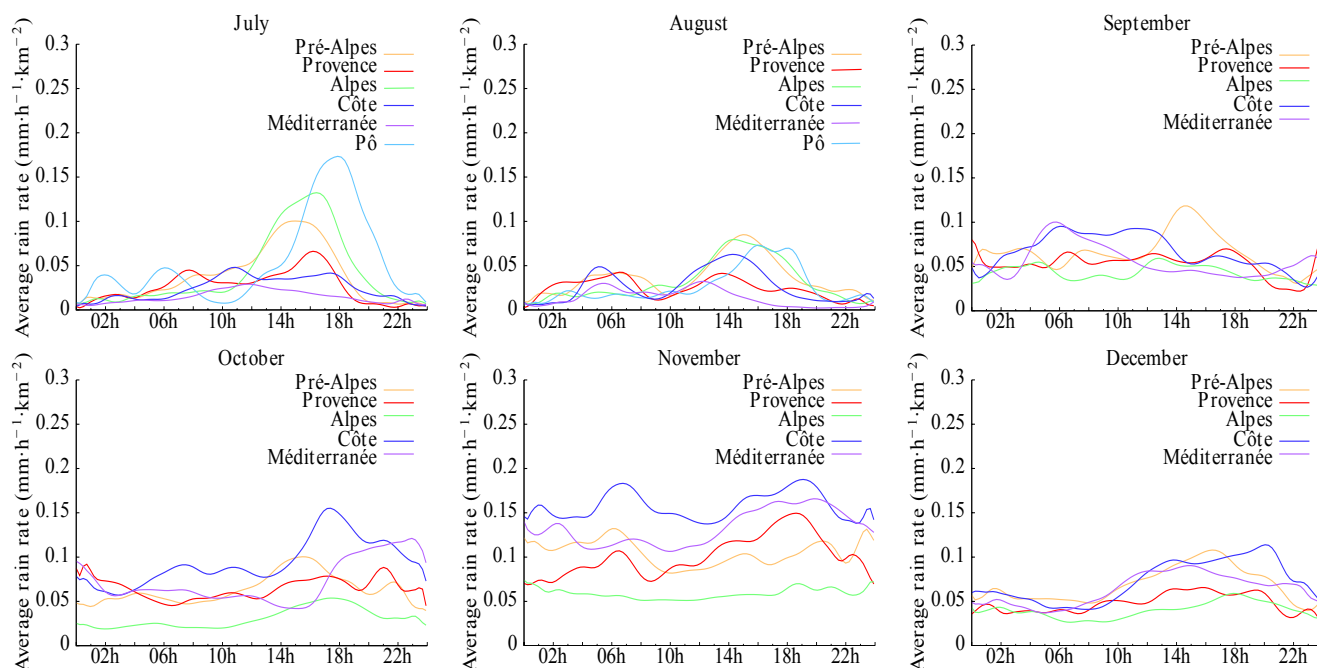 July
Average rain rate (mm·h⁻¹·km⁻²)
0.3
0.25
0.2
0.15
0.1
0.05
0
Pré-Alpes
Provence
Alpes
Côte
Méditerranée
Pô
02h 06h 10h 14h 18h 22h
August
Average rain rate (mm·h⁻¹·km⁻²)
0.3
0.25
0.2
0.15
0.1
0.05
0
Pré-Alpes
Provence
Alpes
Côte
Méditerranée
Pô
02h 06h 10h 14h 18h 22h
September
Average rain rate (mm·h⁻¹·km⁻²)
0.3
0.25
0.2
0.15
0.1
0.05
0
Pré-Alpes
Provence
Alpes
Côte
Méditerranée
02h 06h 10h 14h 18h 22h
October
Average rain rate (mm·h⁻¹·km⁻²)
0.3
0.25
0.2
0.15
0.1
0.05
0
Pré-Alpes
Provence
Alpes
Côte
Méditerranée
02h 06h 10h 14h 18h 22h
November
Average rain rate (mm·h⁻¹·km⁻²)
0.3
0.25
0.2
0.15
0.1
0.05
0
Pré-Alpes
Provence
Alpes
Côte
Méditerranée
02h 06h 10h 14h 18h 22h
December
Average rain rate (mm·h⁻¹·km⁻²)
0.3
0.25
0.2
0.15
0.1
0.05
0
Pré-Alpes
Provence
Alpes
Côte
Méditerranée
02h 06h 10h 14h 18h 22h